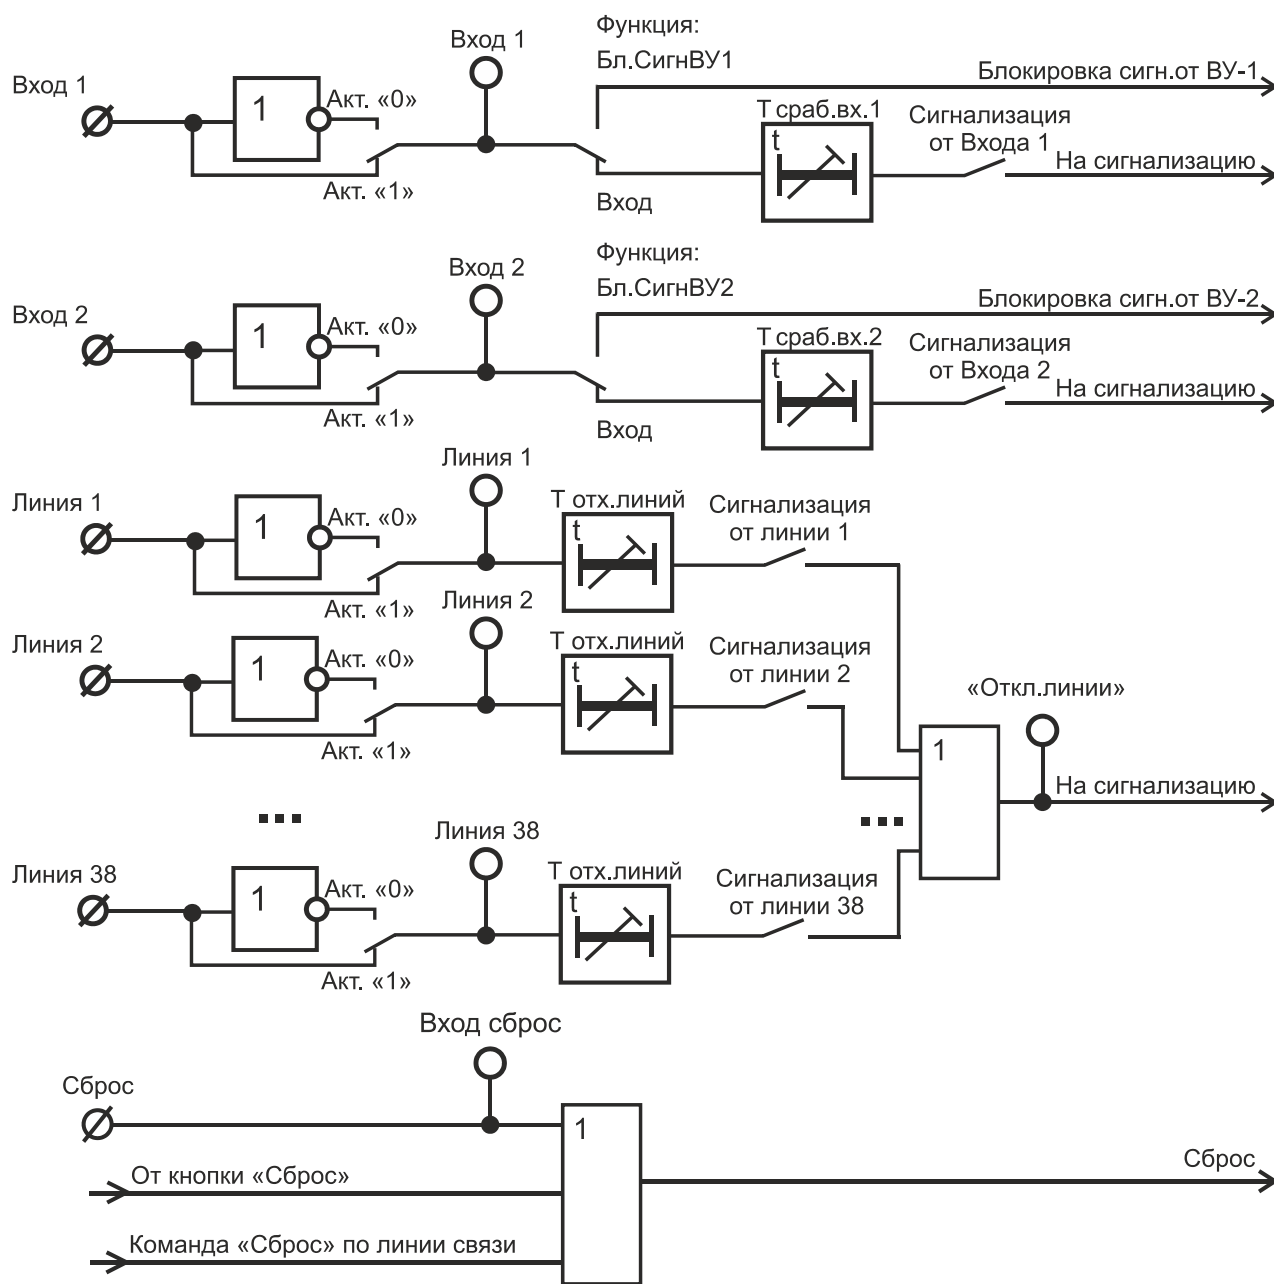 Функция:
Вход 1
Бл.СигнВУ1
Вход 1
Блокировка сигн.от ВУ-1
1
Акт. «0»
Т сраб.вх.1
Сигнализация
от Входа 1
t
На сигнализацию
Акт. «1»
Вход
Функция:
Вход 2
Бл.СигнВУ2
Вход 2
Блокировка сигн.от ВУ-2
1
Акт. «0»
Т сраб.вх.2
Сигнализация
от Входа 2
t
На сигнализацию
Акт. «1»
Вход
Линия 1
Линия 1
Т отх.линий
Сигнализация
от линии 1
1
Акт. «0»
t
Акт. «1»
Линия 2
Линия 2
Т отх.линий
Сигнализация
от линии 2
1
Акт. «0»
t
Акт. «1»
«Откл.линии»
1
На сигнализацию
...
...
Линия 38
Линия 38
Т отх.линий
Сигнализация
от линии 38
1
Акт. «0»
t
Акт. «1»
Вход сброс
Сброс
1
От кнопки «Сброс»
Сброс
Команда «Сброс» по линии связи